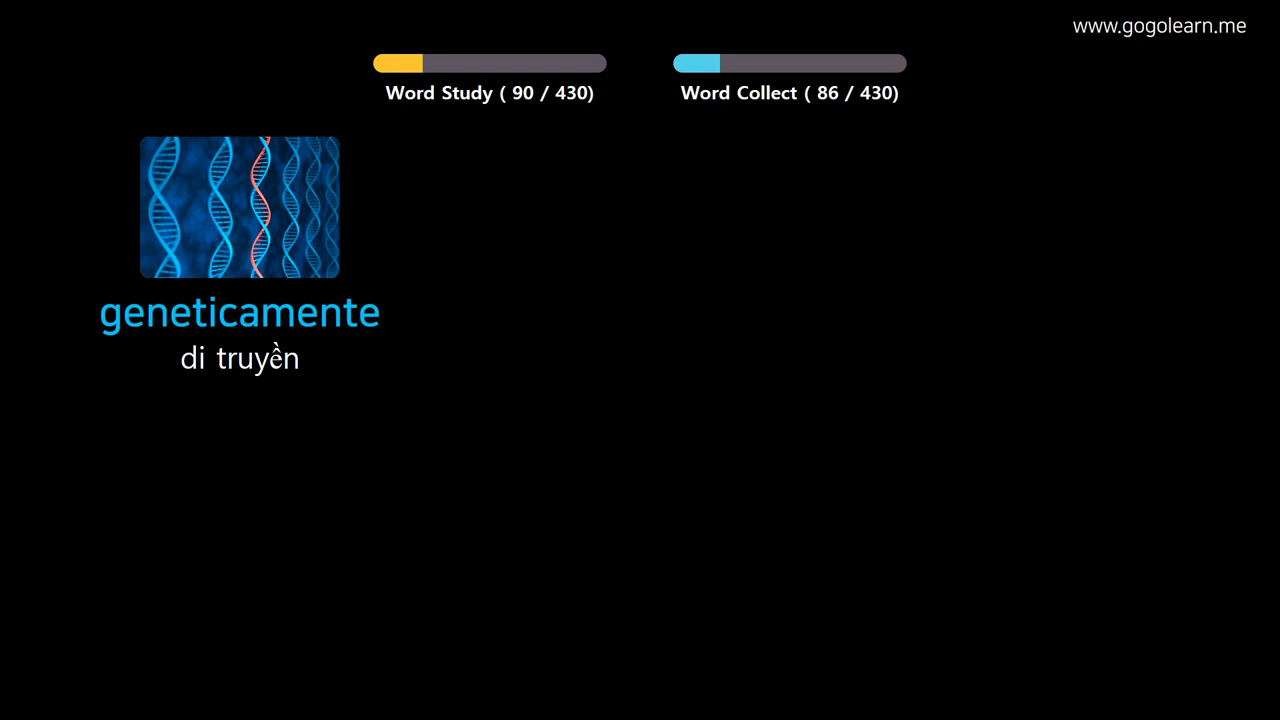 www.gogolearn.me
Word Study ( 90 / 430)
Word Collect ( 86 / 430)
geneticamente
di truyền